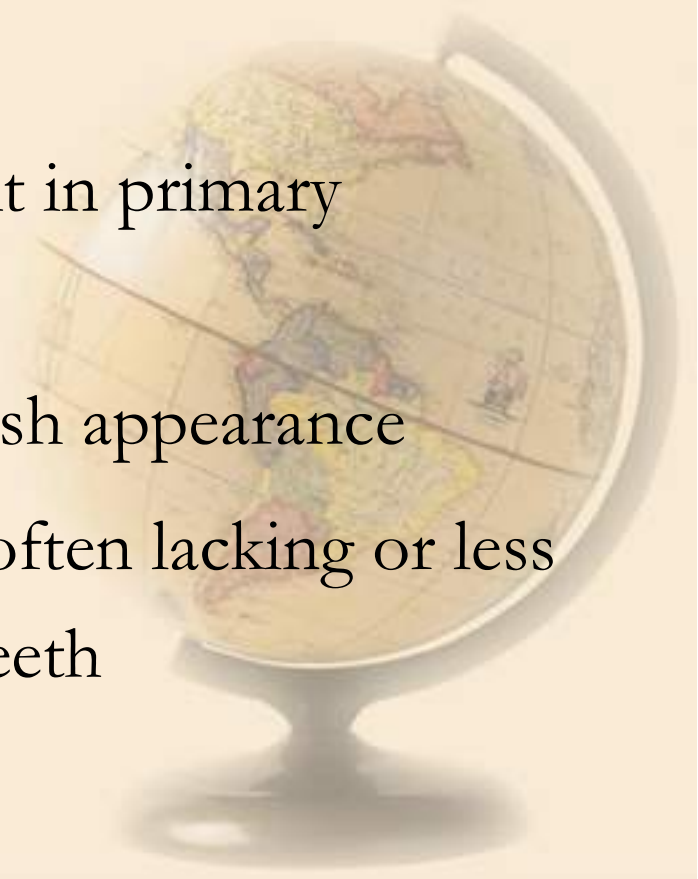 t in primary
sh appearance
often lacking or less
eeth